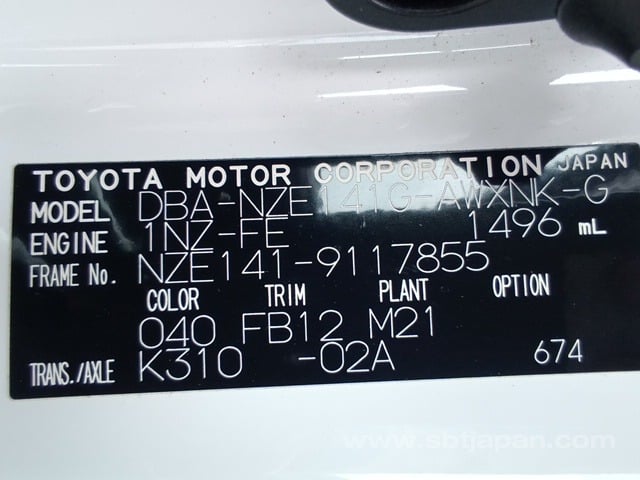 TOYOTA MOTOR CORPORATION JAPAN
MODEL DBA-NZE141G-AWXNK-G
ENGINE 1NZ-FE 1496 mL
FRAME No. NZE141-9117855
COLOR TRIM PLANT OPTION
040 FB12 M21
TRANS./AXLE K310 -02A 674
www.sbtjapan.com